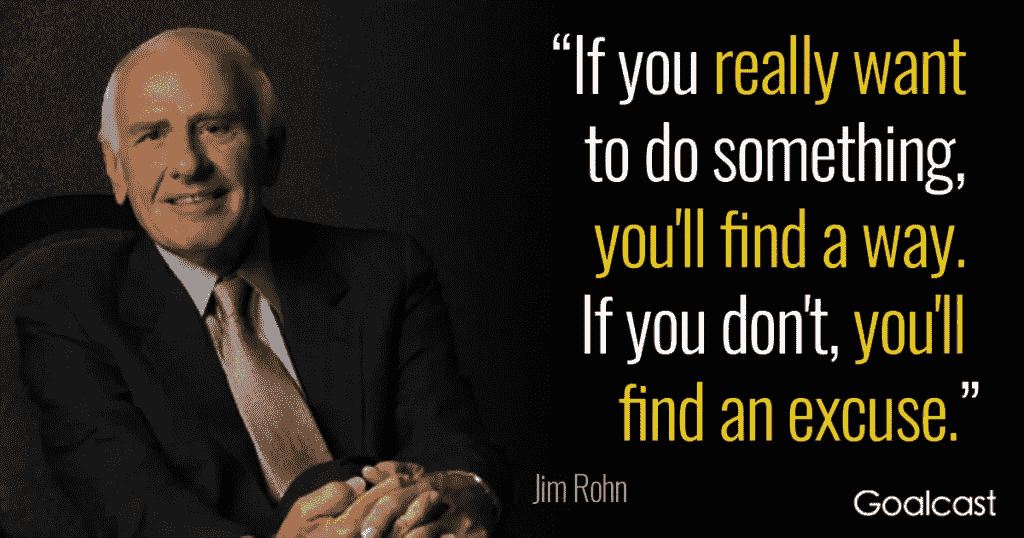 “If you really want
to do something,
you'll find a way.
If you don't, you'll
find an excuse.”
Jim Rohn
Goalcast